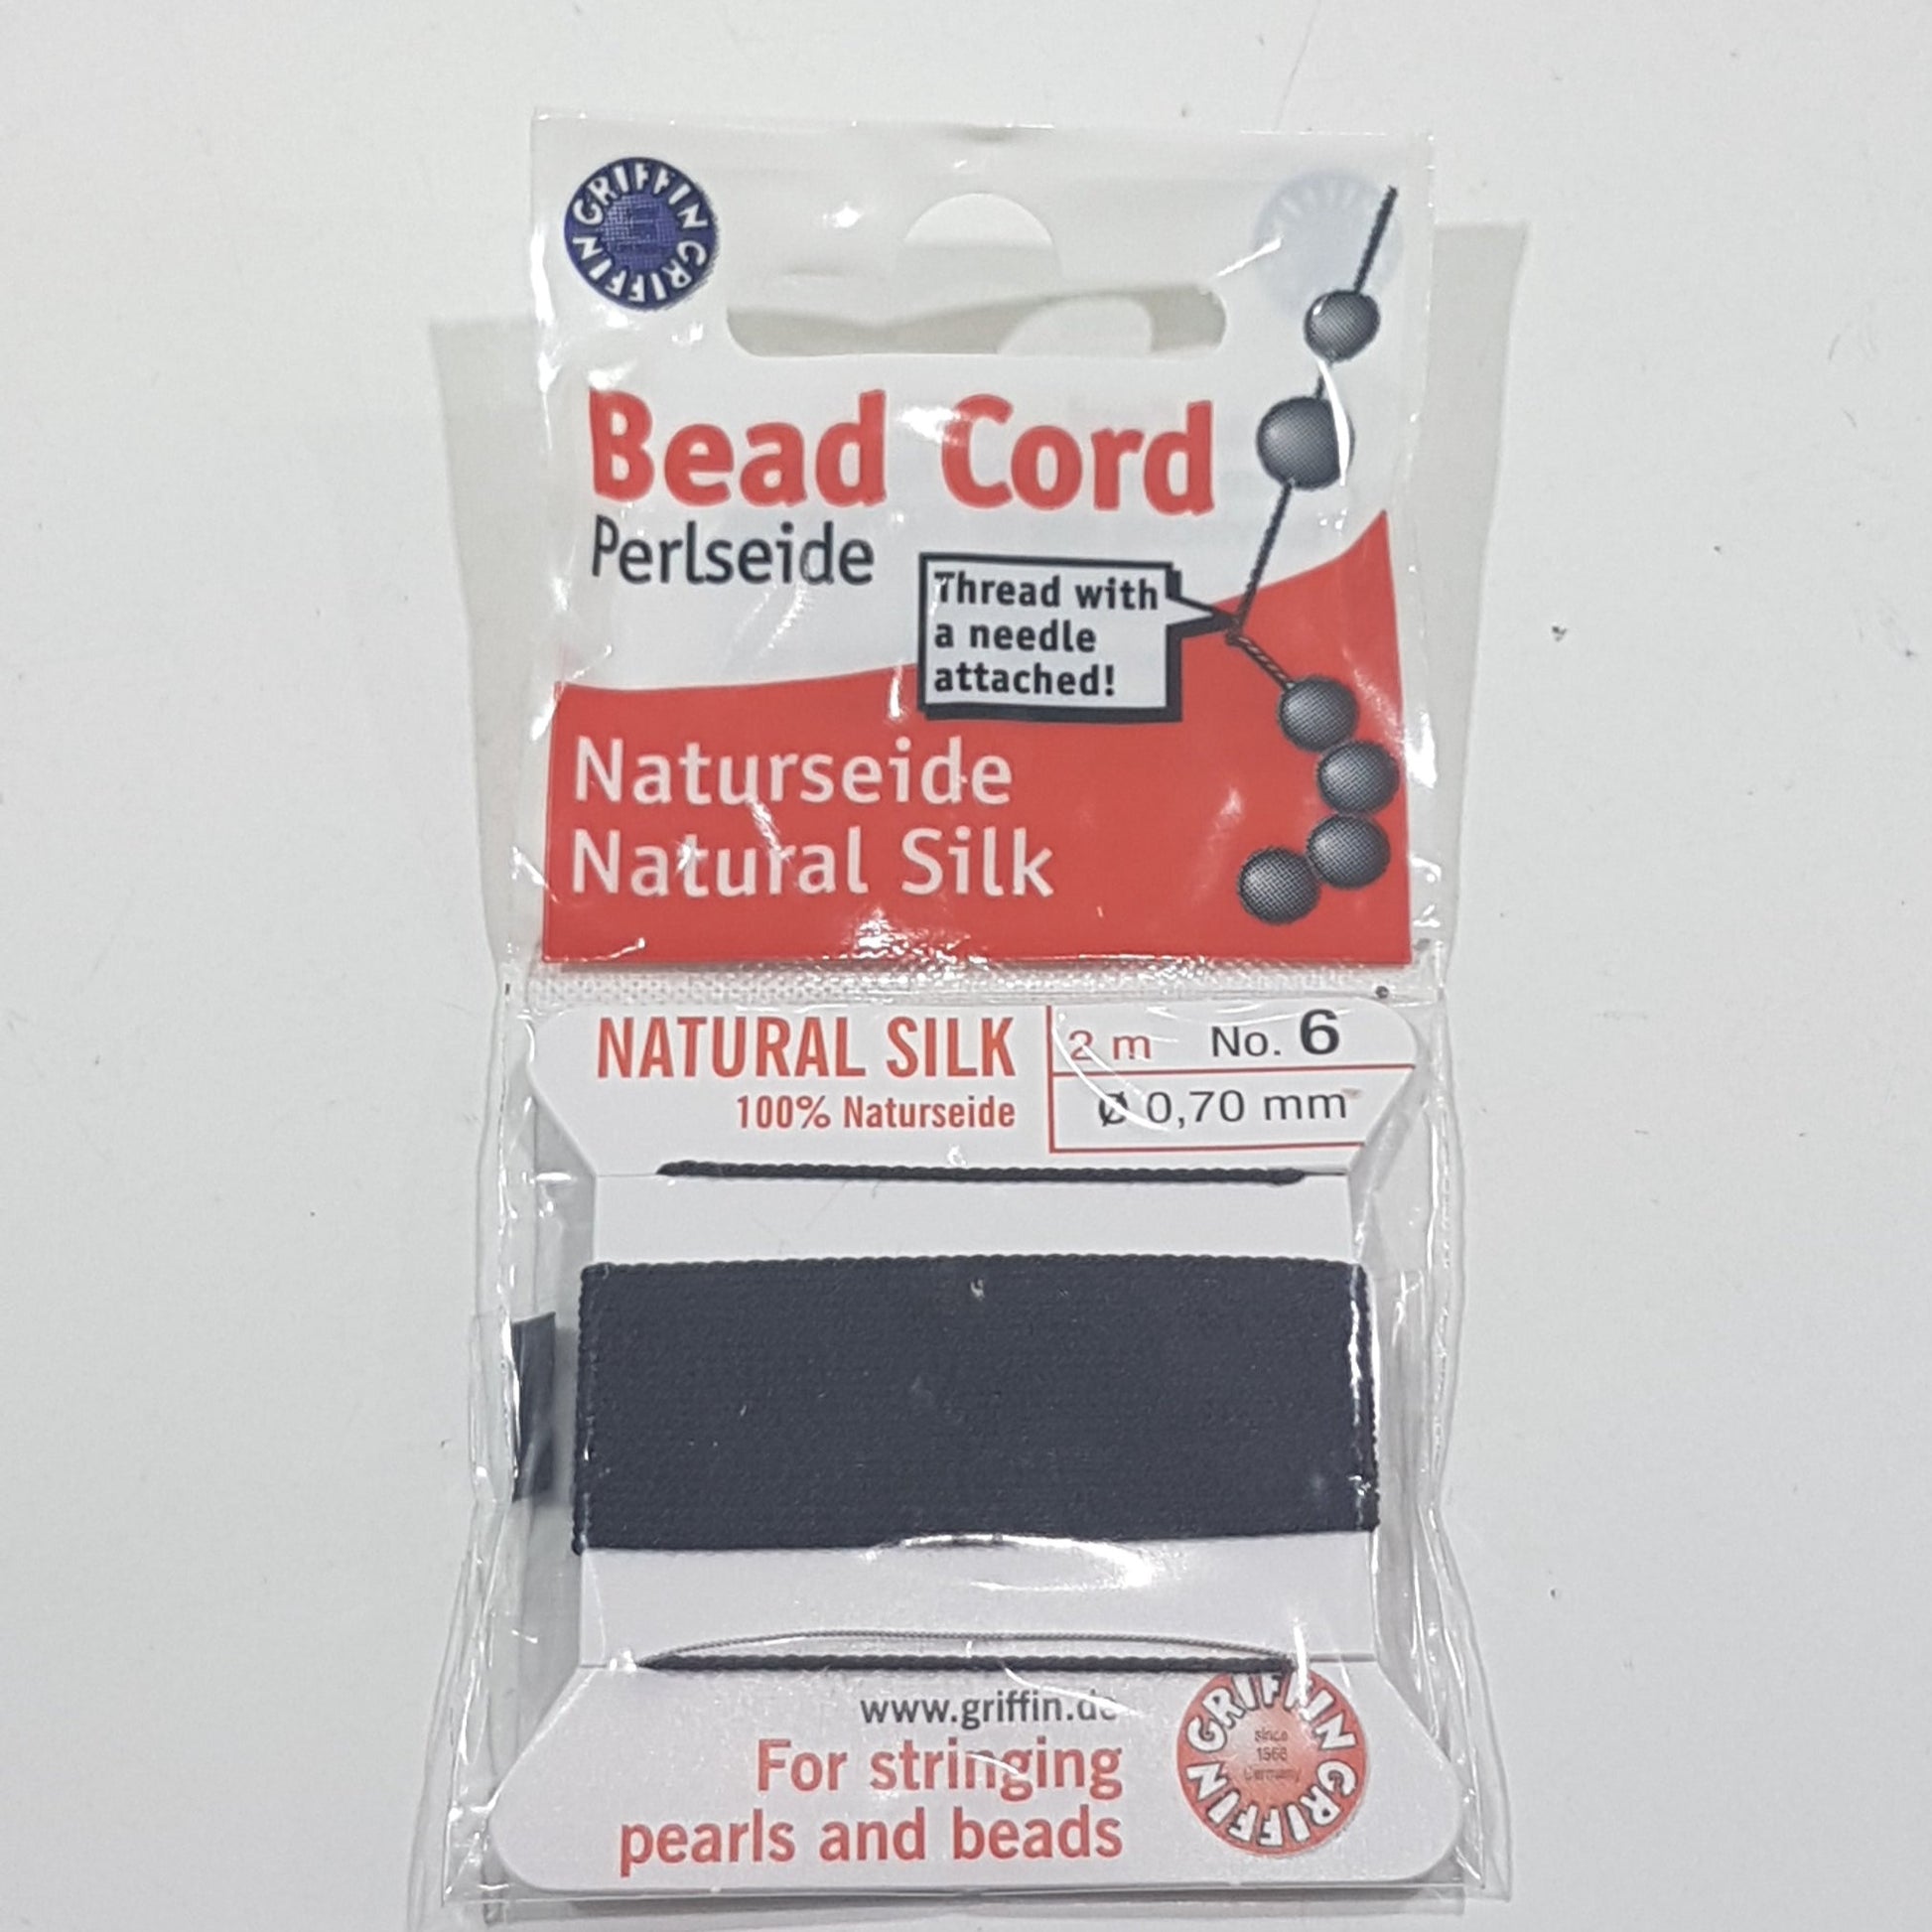 GRIFFIN GRIFFIN
Bead Cord
Perlseide
Thread with
a needle
attached!
Naturseide
Natural Silk
NATURAL SILK
100% Naturseide
2 m No. 6
Ø 0,70 mm
www.griffin.de
For stringing
pearls and beads
GRIFFIN GRIFFIN
since
1866
Germany